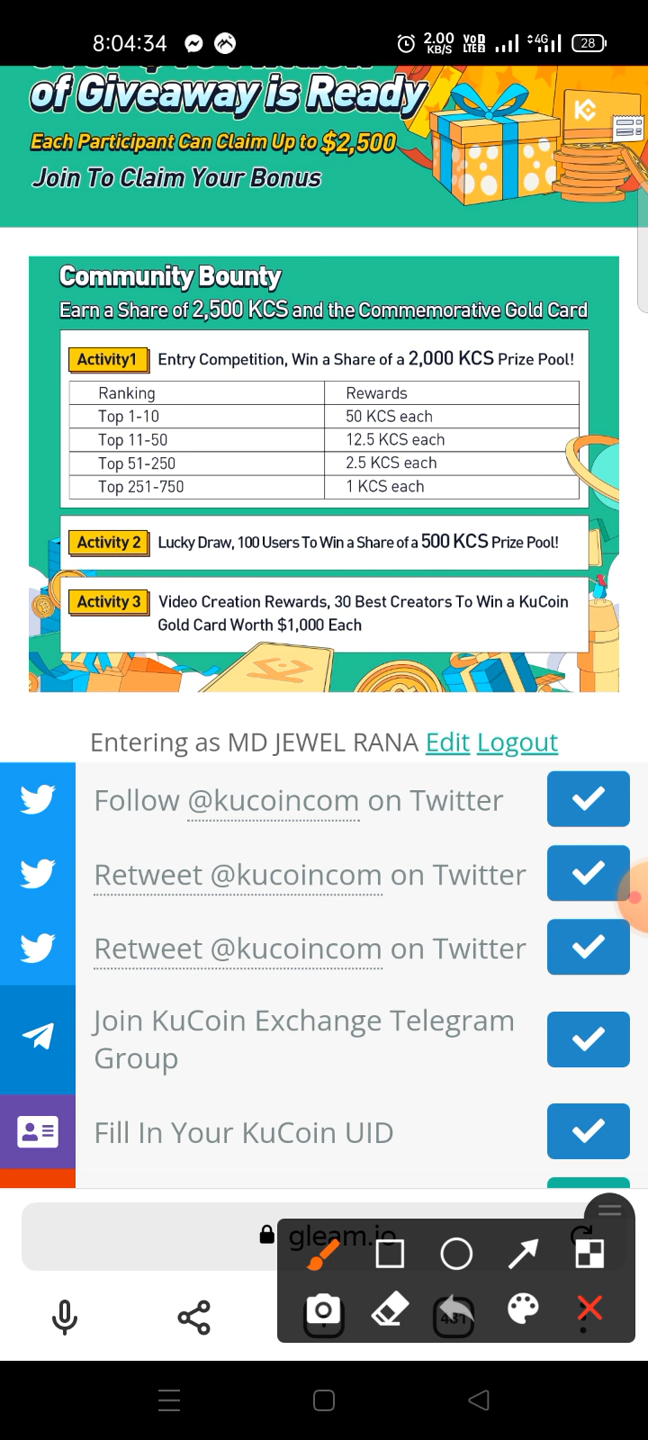 8:04:34
2.00 KB/S
VoD LTE2
4G
28
of Giveaway is Ready
Each Participant Can Claim Up to $2,500
Join To Claim Your Bonus
Community Bounty
Earn a Share of 2,500 KCS and the Commemorative Gold Card
Activity1 Entry Competition, Win a Share of a 2,000 KCS Prize Pool!
Ranking Rewards
Top 1-10 50 KCS each
Top 11-50 12.5 KCS each
Top 51-250 2.5 KCS each
Top 251-750 1 KCS each
Activity 2 Lucky Draw, 100 Users To Win a Share of a 500 KCS Prize Pool!
Activity 3 Video Creation Rewards, 30 Best Creators To Win a KuCoin
Gold Card Worth $1,000 Each
Entering as MD JEWEL RANA Edit Logout
Follow @kucoincom on Twitter
Retweet @kucoincom on Twitter
Retweet @kucoincom on Twitter
Join KuCoin Exchange Telegram
Group
Fill In Your KuCoin UID
gleam.io